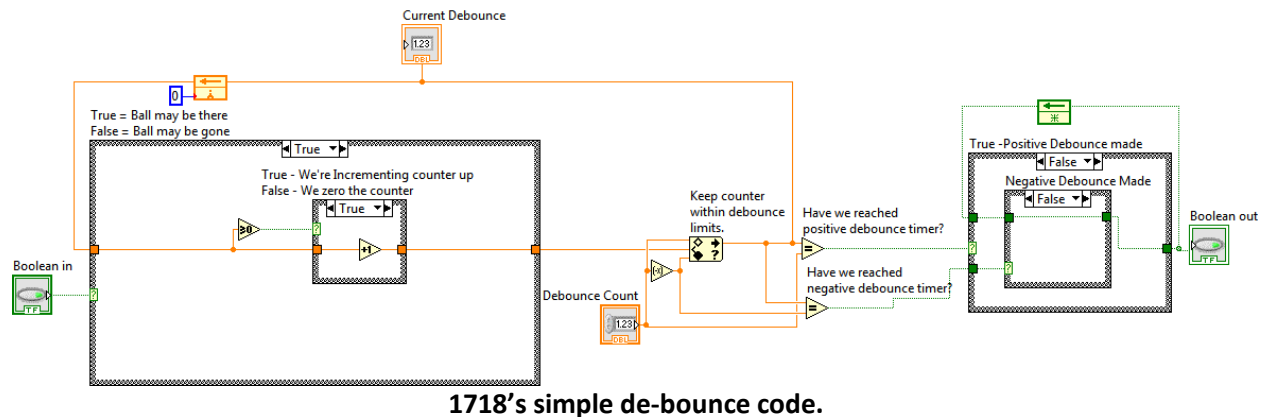 Current Debounce
1.23
DBL
0
True = Ball may be there
False = Ball may be gone
True
True - We're Incrementing counter up
False - We zero the counter
True
≥0
+1
?
?
Boolean in
TF
Keep counter
within debounce
limits.
?
-x
Debounce Count
1.23
DBL
Have we reached
positive debounce timer?
=
Have we reached
negative debounce timer?
=
True -Positive Debounce made
False
Negative Debounce Made
False
?
?
Boolean out
TF
1718’s simple de-bounce code.